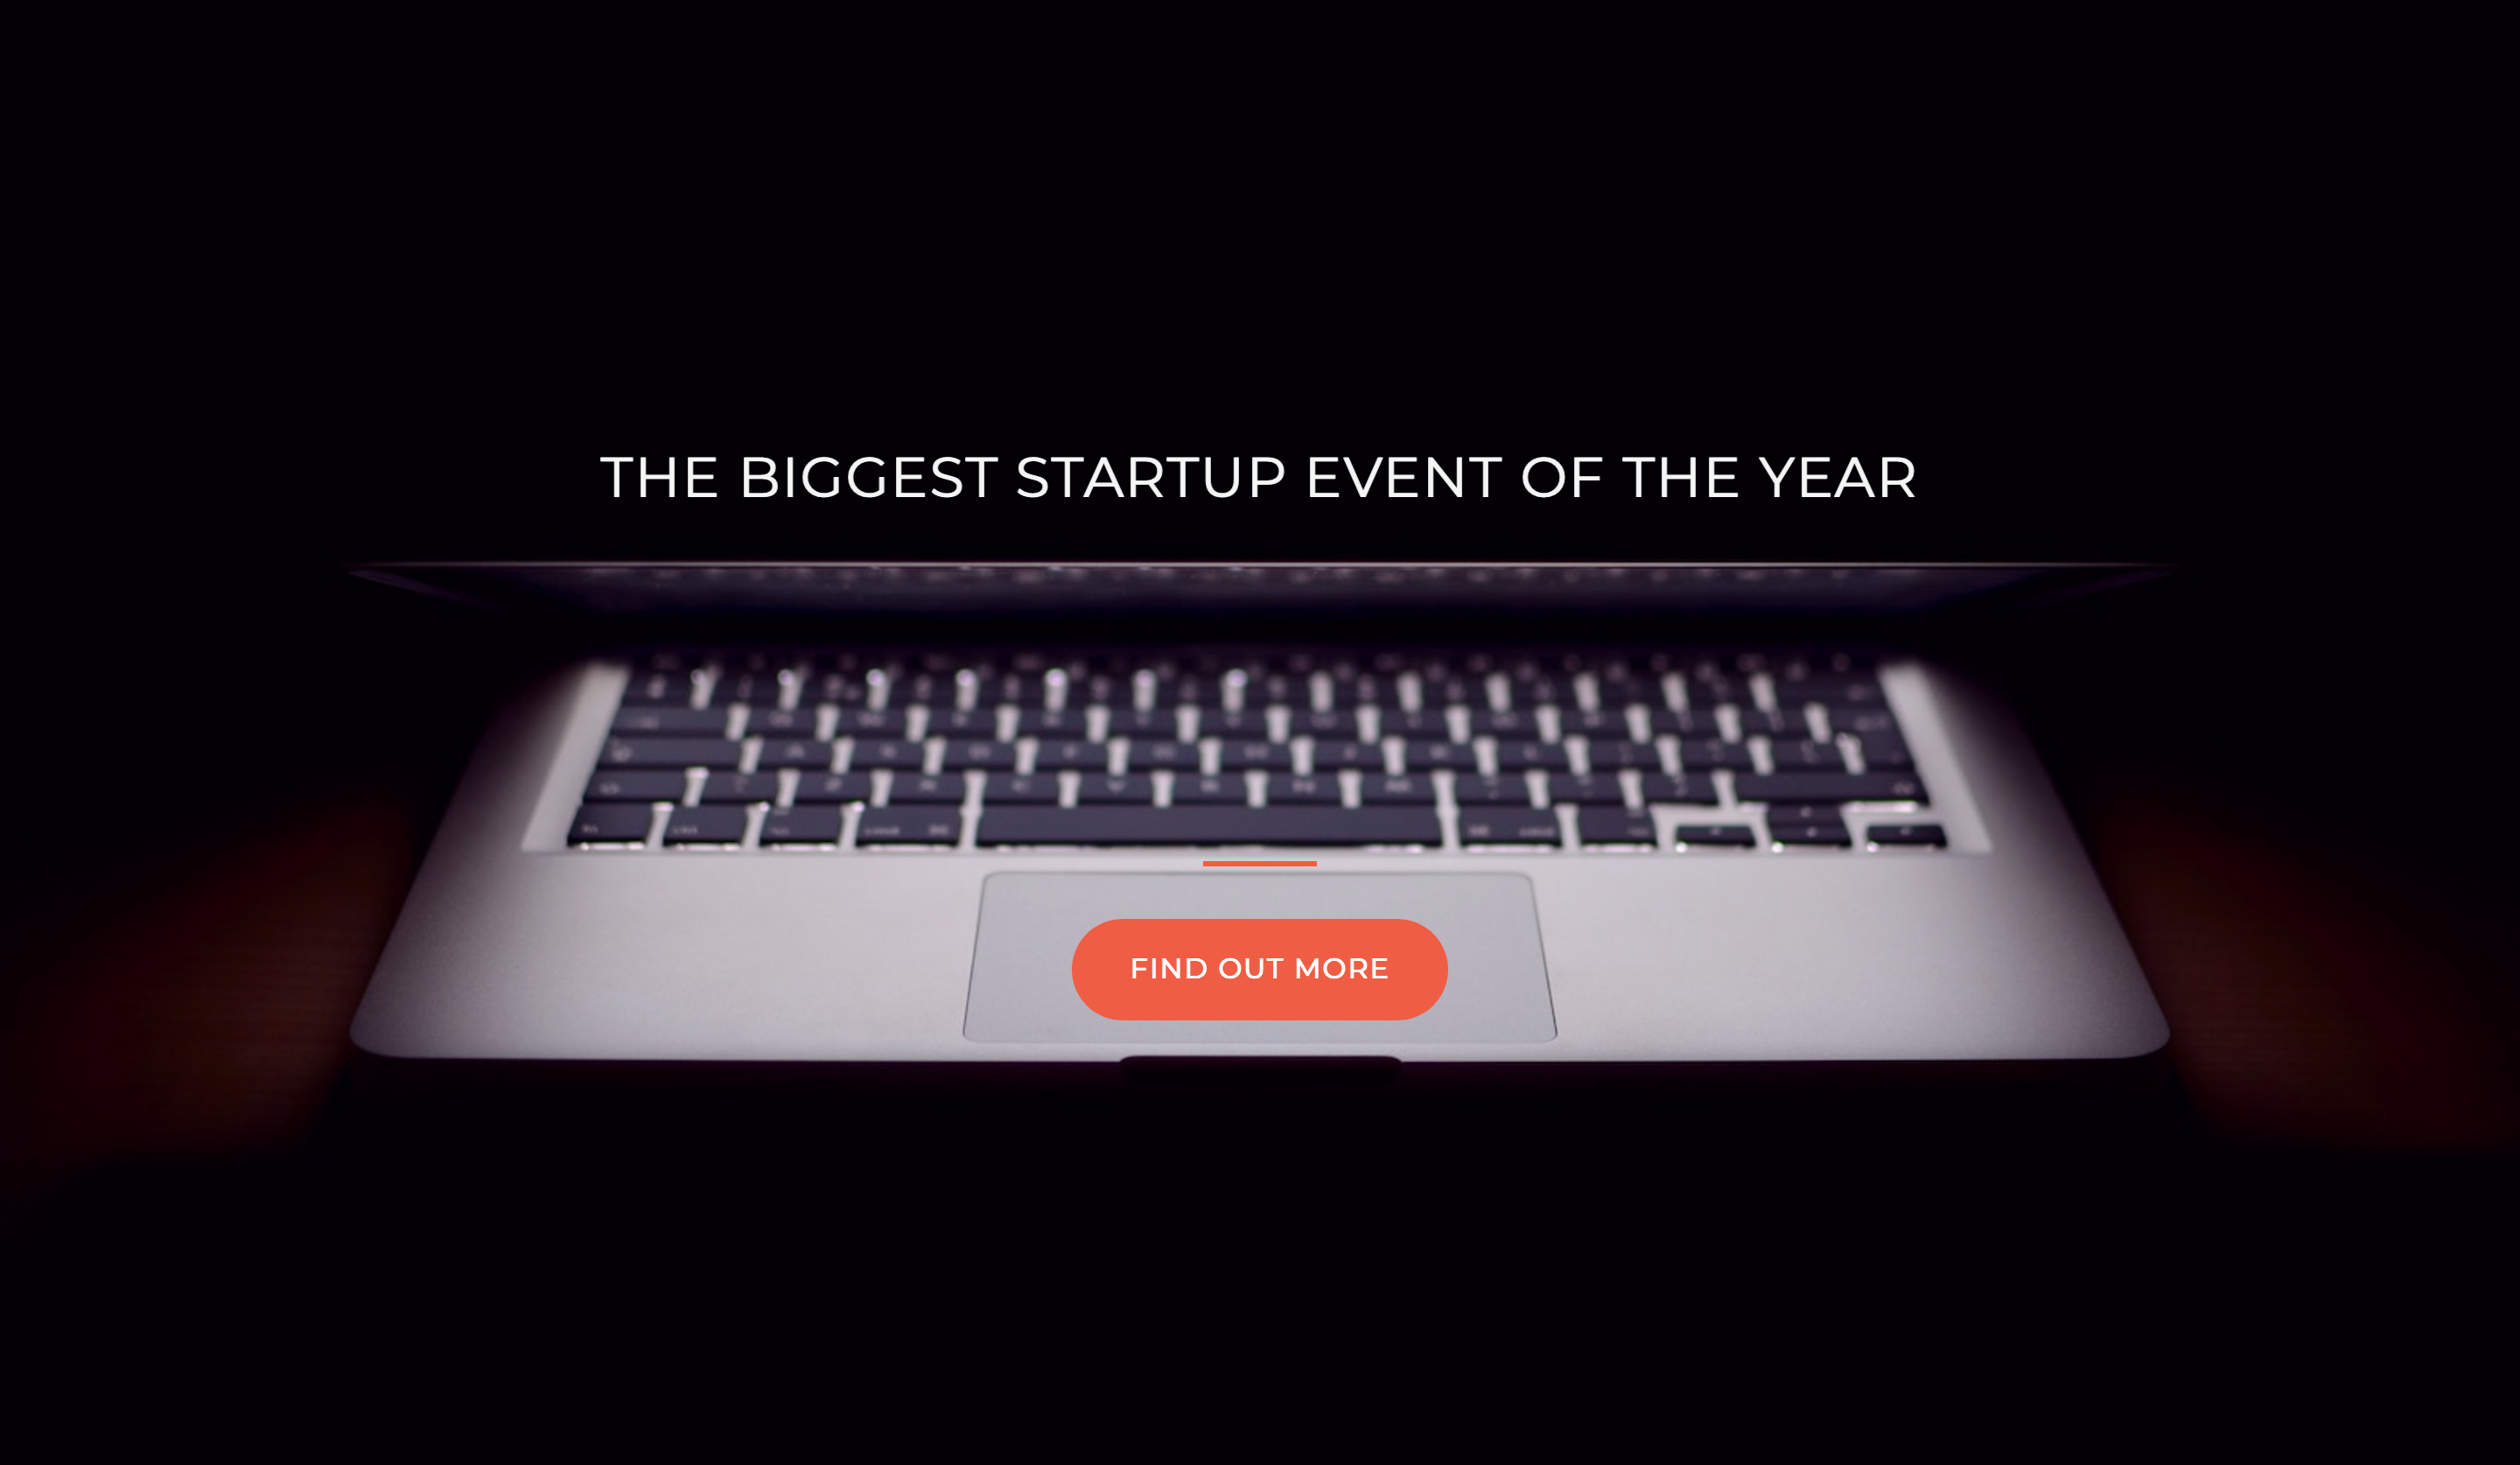 THE BIGGEST STARTUP EVENT OF THE YEAR
FIND OUT MORE